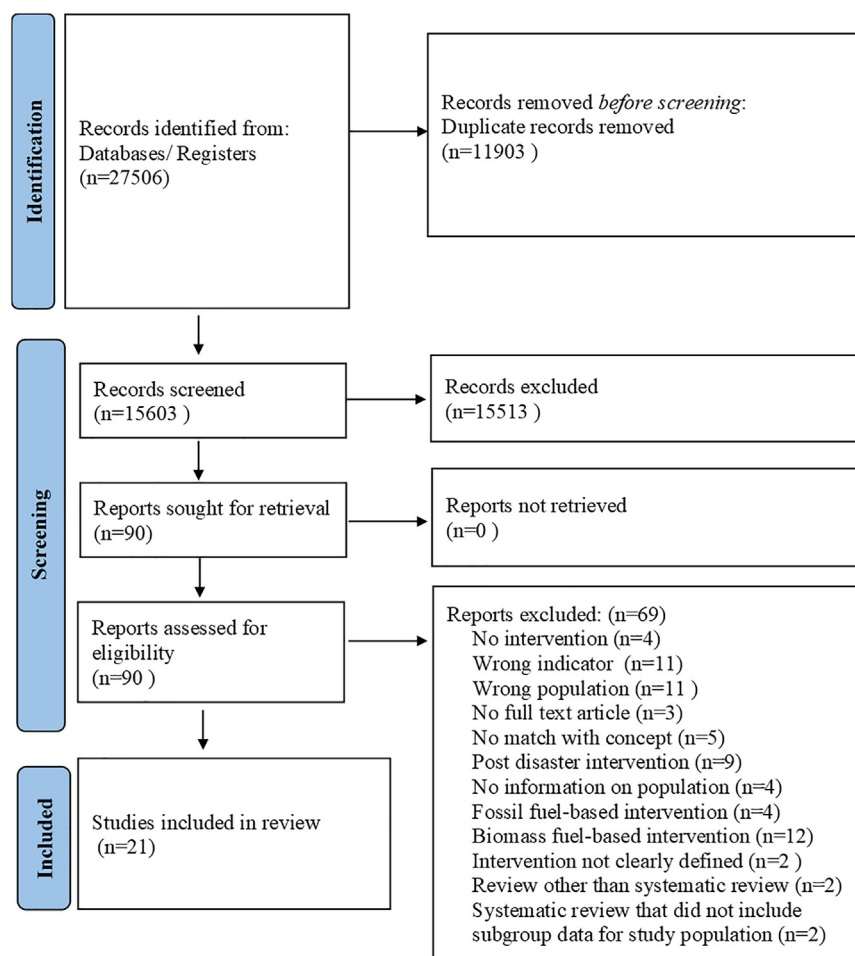 Identification
Records identified from:
Databases/ Registers
(n=27506)
Records removed before screening:
Duplicate records removed
(n=11903 )
Screening
Records screened
(n=15603 )
Records excluded
(n=15513 )
Reports sought for retrieval
(n=90)
Reports not retrieved
(n=0 )
Reports assessed for
eligibility
(n=90 )
Reports excluded: (n=69)
No intervention (n=4)
Wrong indicator  (n=11)
Wrong population (n=11 )
No full text article (n=3)
No match with concept (n=5)
Post disaster intervention (n=9)
No information on population (n=4)
Fossil fuel-based intervention (n=4)
Biomass fuel-based intervention (n=12)
Intervention not clearly defined (n=2 )
Review other than systematic review (n=2)
Systematic review that did not include
subgroup data for study population (n=2)
Included
Studies included in review
(n=21)